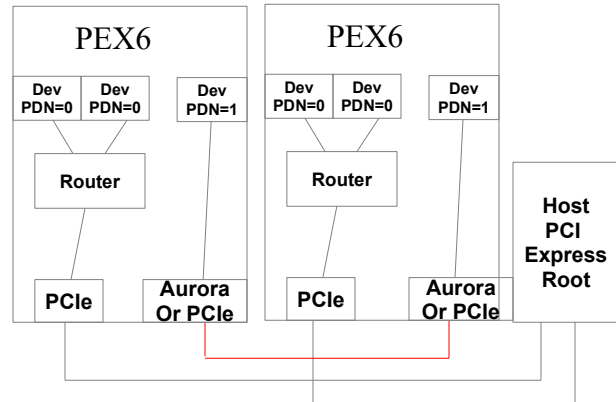 PEX6
Dev
PDN=0
Dev
PDN=0
Dev
PDN=1
Router
PCIe
Aurora
Or PCIe
PEX6
Dev
PDN=0
Dev
PDN=0
Dev
PDN=1
Router
PCIe
Aurora
Or PCIe
Host
PCI
Express
Root